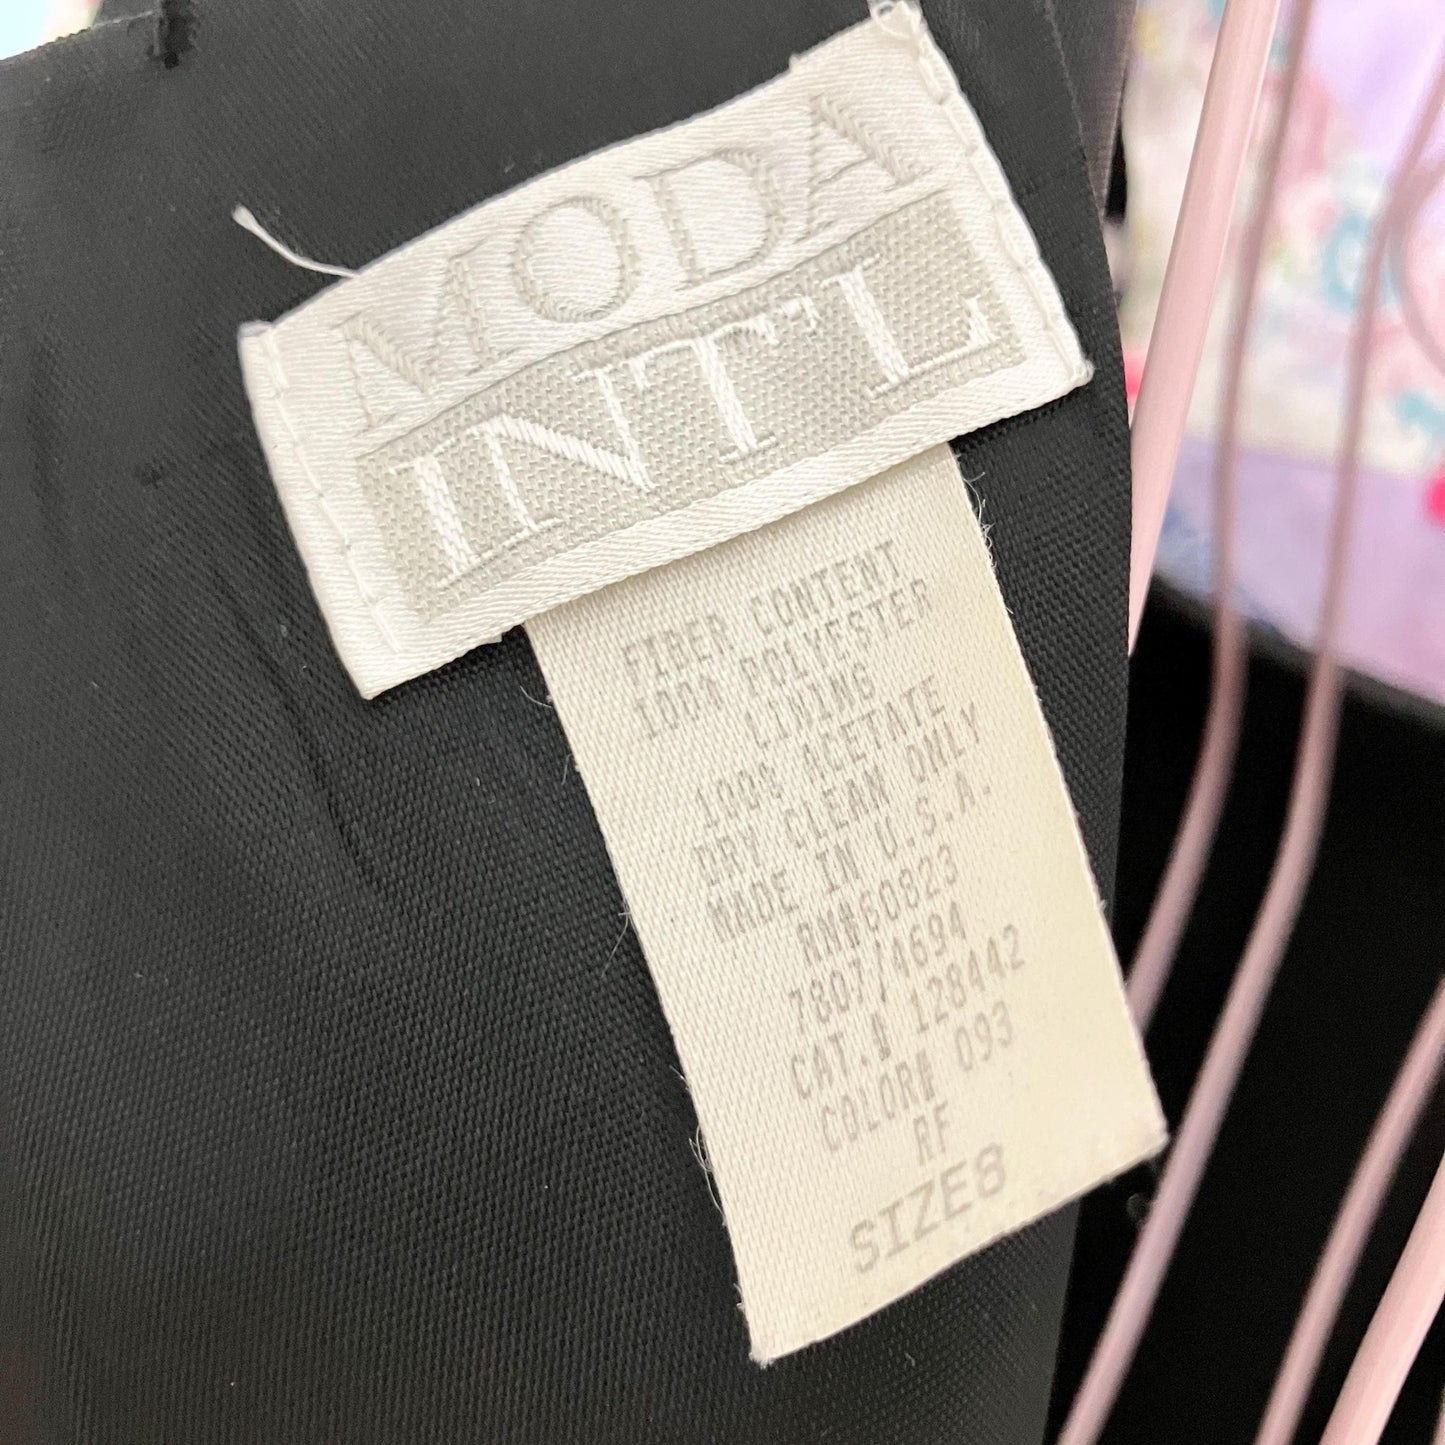 MODA
INT'L
FIBER CONTENT
100% POLYESTER
LINING
100% ACETATE
DRY CLEAN ONLY
MADE IN U.S.A.
RN#60823
7807/4694
CAT.# 128442
COLOR# 093
RF
SIZE8